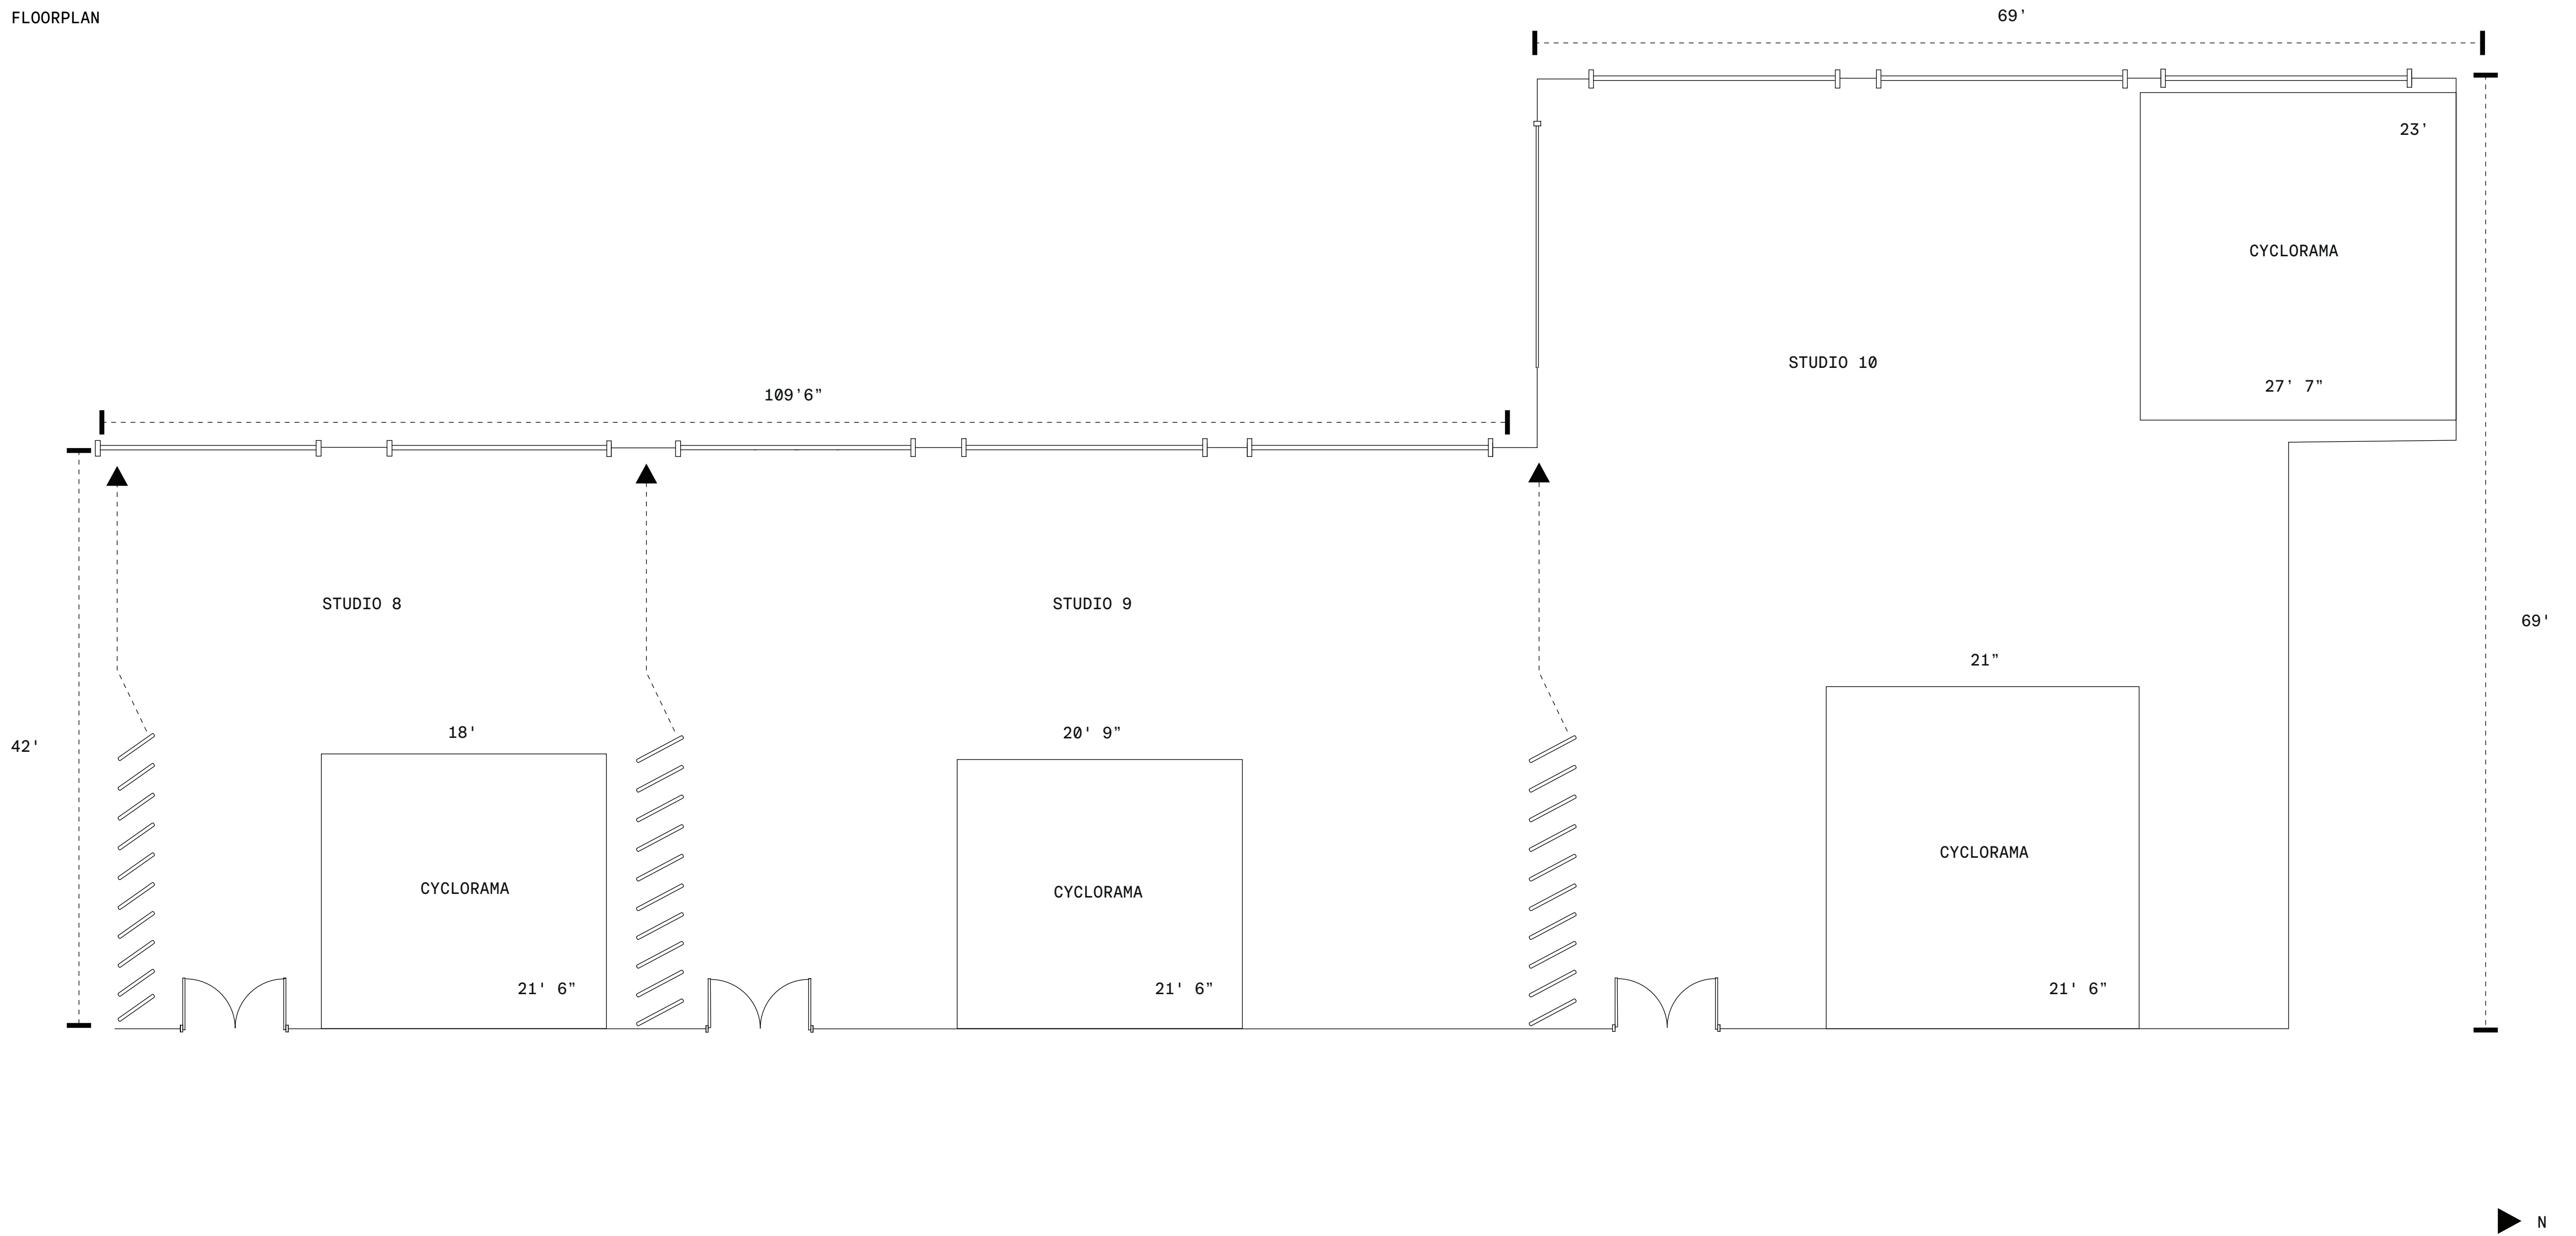 FLOORPLAN
69'
23'
CYCLORAMA
STUDIO 10
27' 7”
109'6”
STUDIO 8
STUDIO 9
69'
21”
18'
20' 9”
42'
CYCLORAMA
CYCLORAMA
CYCLORAMA
21' 6”
21' 6”
21' 6”
N